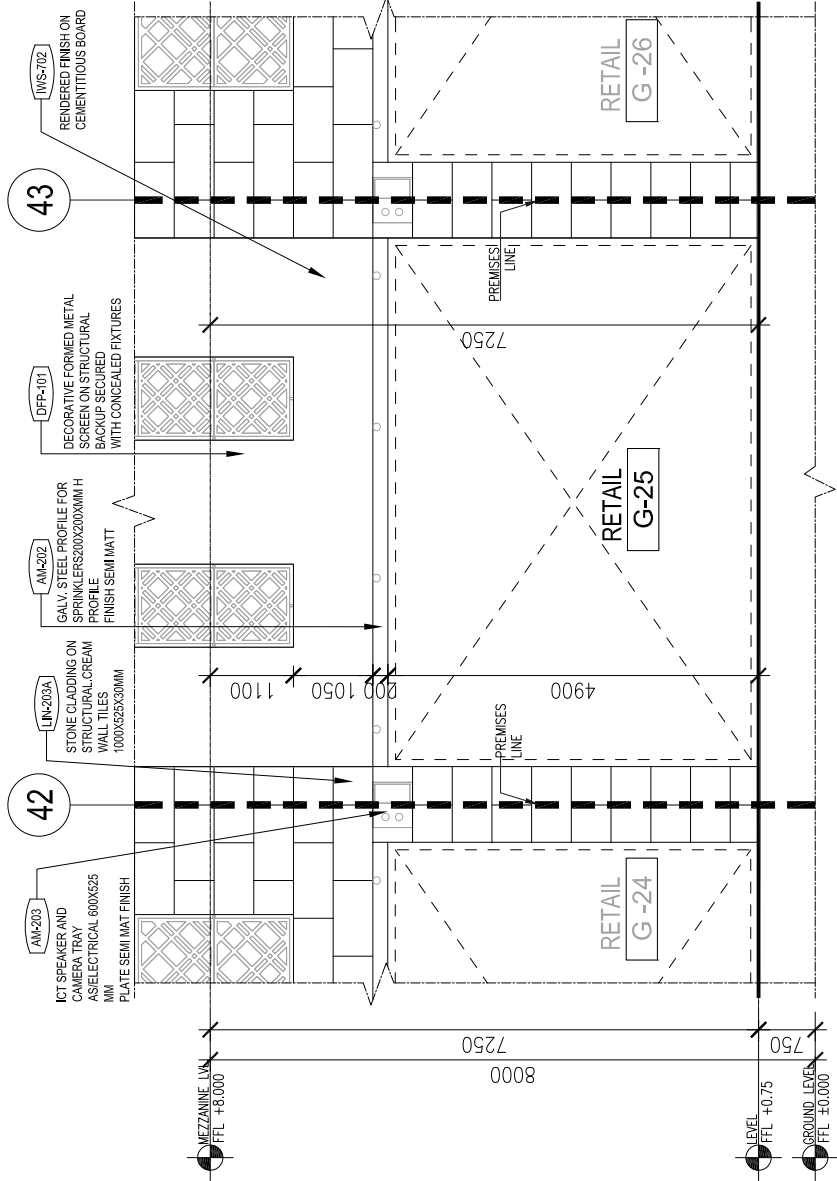 42
43
AM-203
ICT SPEAKER AND
CAMERA TRAY
AS/ELECTRICAL 600X525
MM
PLATE SEMI MAT FINISH
LIN-203A
STONE CLADDING ON
STRUCTURAL.CREAM
WALL TILES
1000X525X30MM
AM-202
GALV. STEEL PROFILE FOR
SPRINKLERS200X200XMM H
PROFILE
FINISH SEMI MATT
DFP-101
DECORATIVE FORMED METAL
SCREEN ON STRUCTURAL
BACKUP SECURED
WITH CONCEALED FIXTURES
IWS-702
RENDERED FINISH ON
CEMENTITIOUS BOARD
MEZZANINE LVL
FFL +8.000
1100
1050
200
4900
7250
7250
8000
750
PREMISES
LINE
PREMISES
LINE
RETAIL
G -24
RETAIL
G-25
RETAIL
G -26
LEVEL
FFL +0.75
GROUND LEVEL
FFL ±0.000